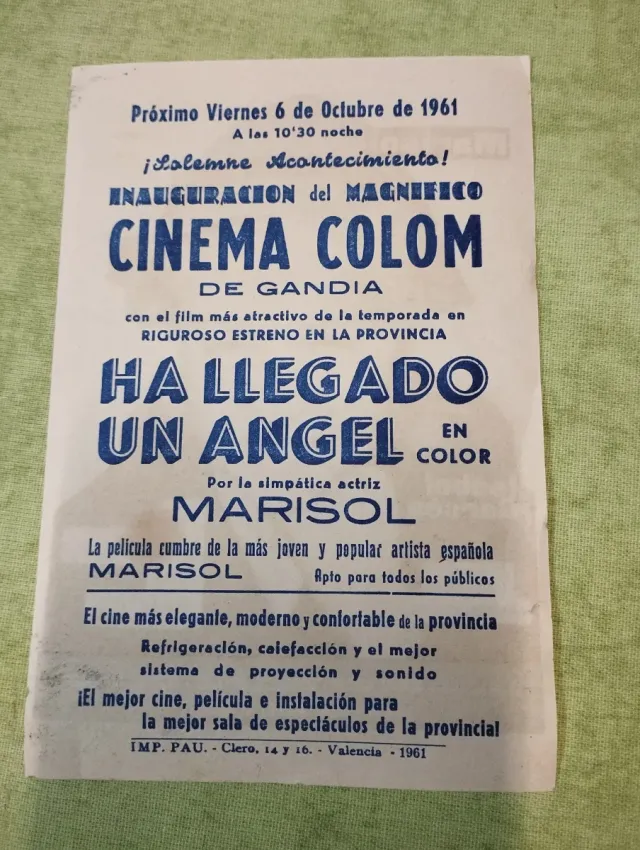 Próximo Viernes 6 de Octubre de 1961
A las 10'30 noche
¡Solemne Acontecimiento!
INAUGURACION del MAGNIFICO
CINEMA COLOM
DE GANDIA
con el film más atractivo de la temporada en
RIGUROSO ESTRENO EN LA PROVINCIA
HA LLEGADO
UN ANGEL EN
COLOR
Por la simpática actriz
MARISOL
La película cumbre de la más joven y popular artista española
MARISOL Apto para todos los públicos
El cine más elegante, moderno y confortable de la provincia
Refrigeración, calefacción y el mejor
sistema de proyección y sonido
¡El mejor cine, película e instalación para
la mejor sala de espectáculos de la provincia!
IMP. PAU. - Clero, 14 y 16. - Valencia - 1961